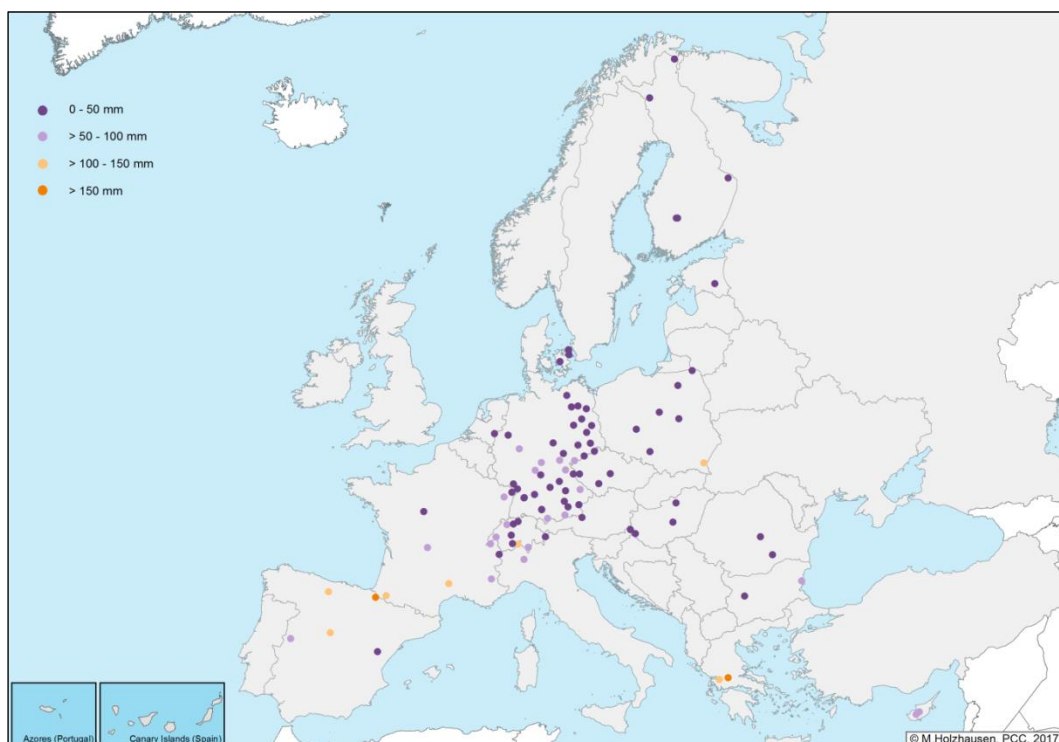 0 - 50 mm
> 50 - 100 mm
> 100 - 150 mm
> 150 mm
Azores (Portugal)
Canary Islands (Spain)
© M Holzhausen, PCC, 2017